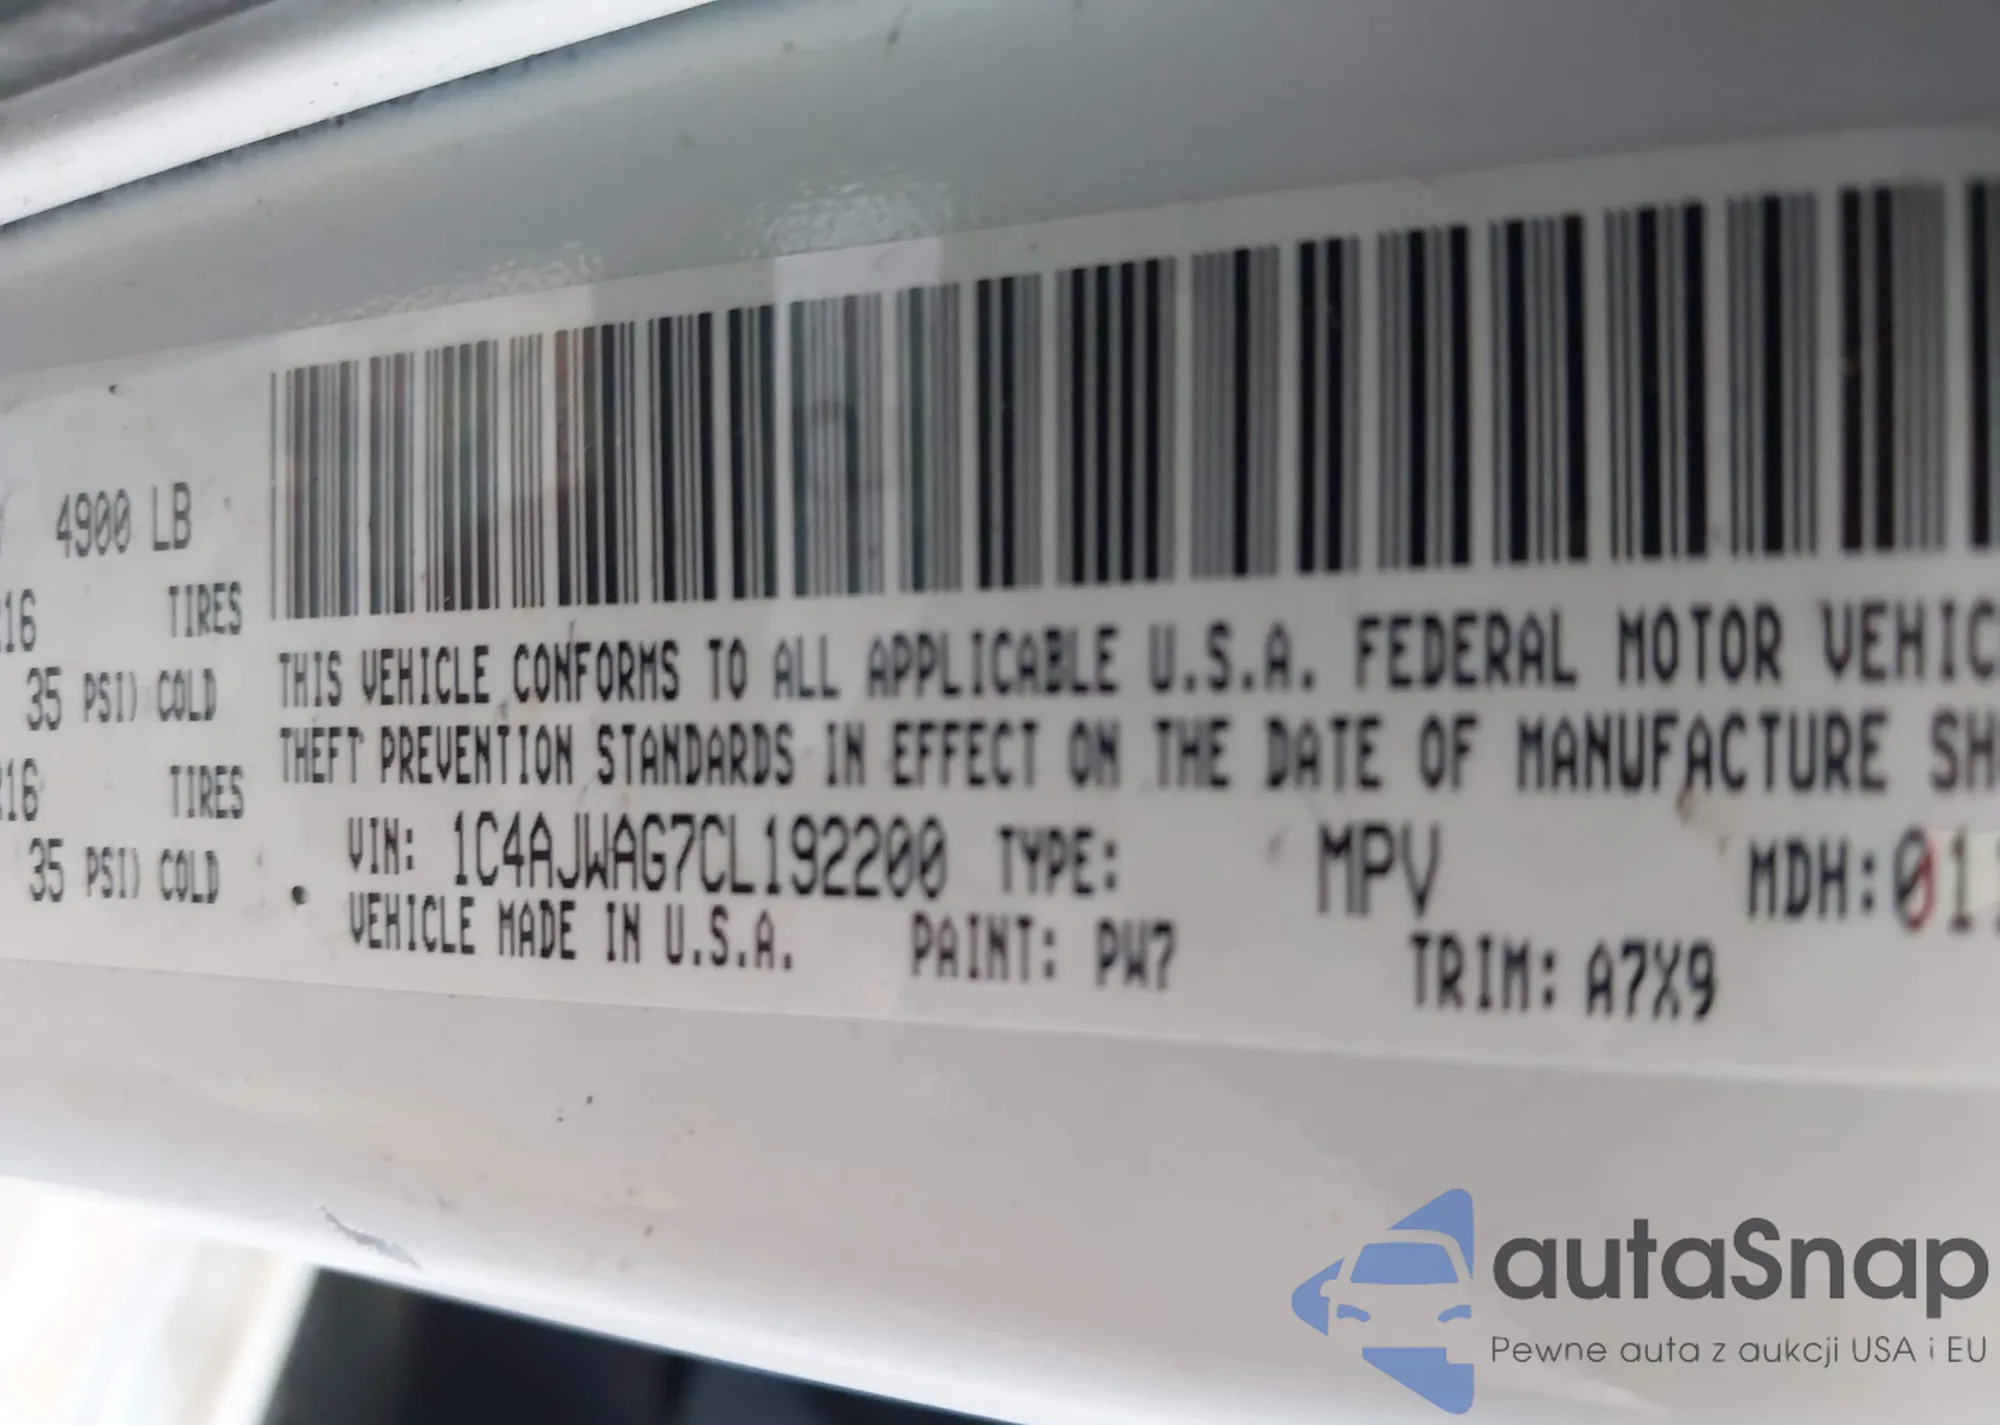 4900 LB
16 TIRES
35 PSI) COLD
16 TIRES
35 PSI) COLD
THIS VEHICLE CONFORMS TO ALL APPLICABLE U.S.A. FEDERAL MOTOR VEHIC
THEFT PREVENTION STANDARDS IN EFFECT ON THE DATE OF MANUFACTURE SH
VIN: 1C4AJWAG7CL192200 TYPE: MPV MDH:01
VEHICLE MADE IN U.S.A. PAINT: PW7 TRIM: A7X9
autaSnap
Pewne auta z aukcji USA i EU